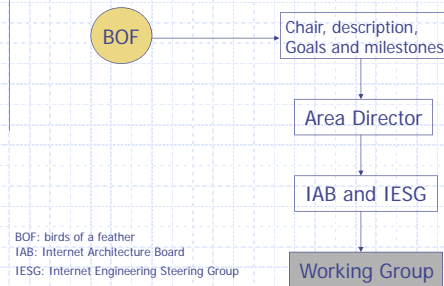 BOF
Chair, description,
Goals and milestones
Area Director
IAB and IESG
BOF: birds of a feather
IAB: Internet Architecture Board
IESG: Internet Engineering Steering Group
Working Group